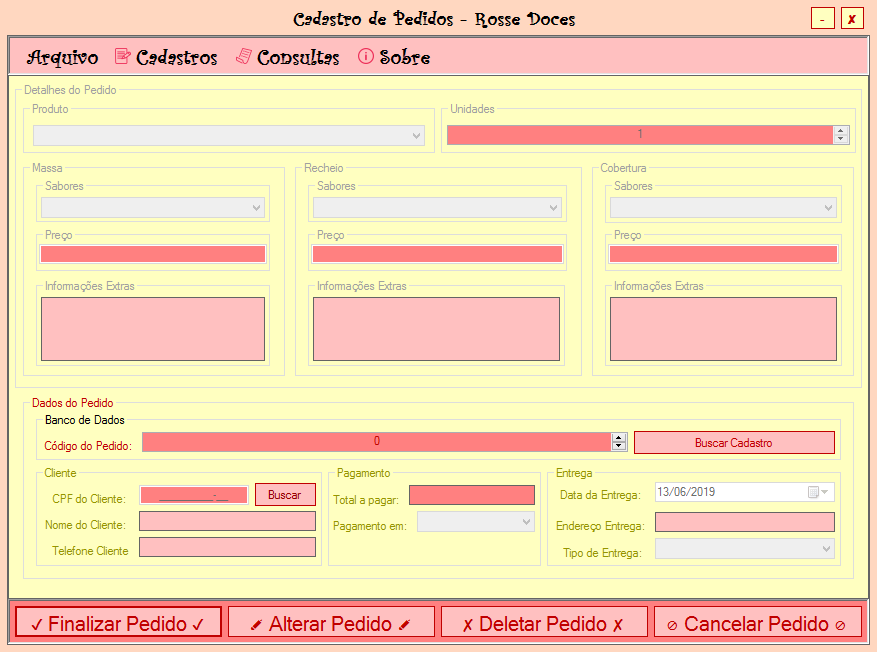 Cadastro de Pedidos - Rosse Doces - ✗
Arquivo Cadastros Consultas Sobre
Detalhes do Pedido
Produto Unidades
1
Massa Recheio Cobertura
Sabores Sabores Sabores
Preço Preço Preço
Informações Extras Informações Extras Informações Extras
Dados do Pedido
Banco de Dados
Código do Pedido: 0 Buscar Cadastro
Cliente Pagamento Entrega
CPF do Cliente: _________-__ Buscar Total a pagar: Data da Entrega: 13/06/2019
Nome do Cliente: Pagamento em: Endereço Entrega:
Telefone Cliente Tipo de Entrega:
✓ Finalizar Pedido ✓ Alterar Pedido ✗ Deletar Pedido ✗ ⊘ Cancelar Pedido ⊘